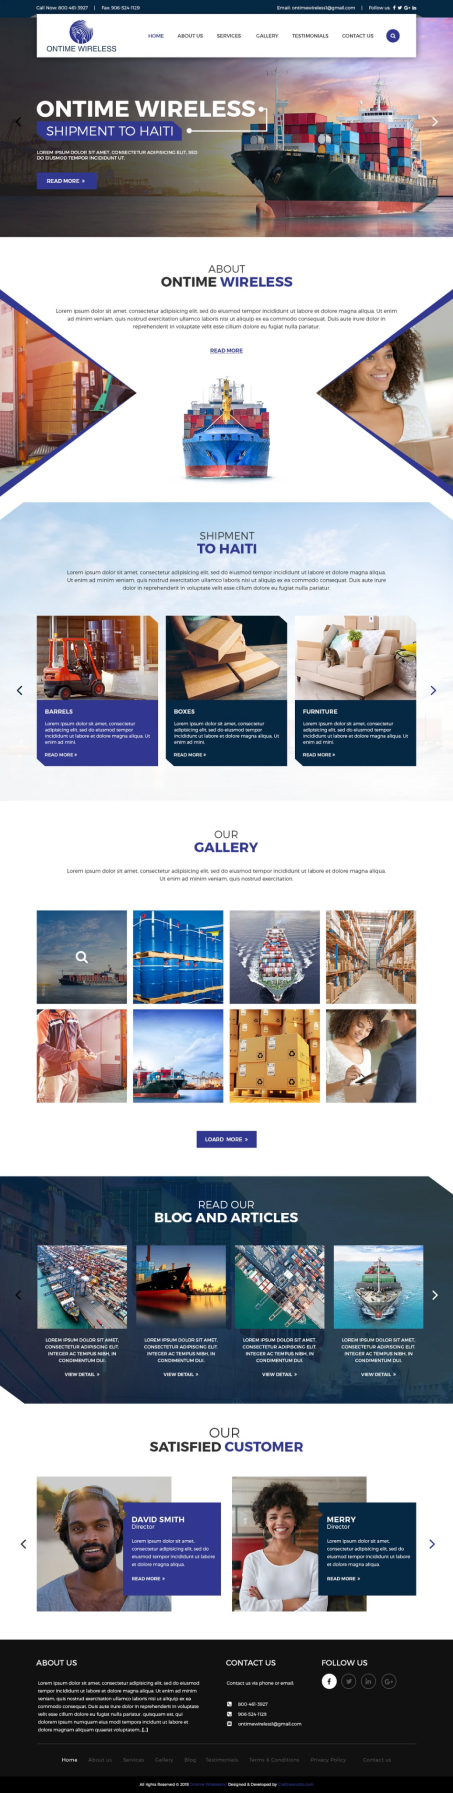 Call Now: 800-461-5927 | Fax: 906-524-1129
Email: ontimewireless1@gmail.com | Follow us
ONTIME WIRELESS
HOME ABOUT US SERVICES GALLERY TESTIMONIALS CONTACT US
ONTIME WIRELESS
SHIPMENT TO HAITI
LOREM IPSUM DOLOR SIT AMET, CONSECTETUR ADIPISICING ELIT, SED
DO EIUSMOD TEMPOR INCIDIDUNT UT.
READ MORE »
ABOUT
ONTIME WIRELESS
Lorem ipsum dolor sit amet, consectetur adipisicing elit, sed do eiusmod tempor incididunt ut labore et dolore magna aliqua. Ut enim
ad minim veniam, quis nostrud exercitation ullamco laboris nisi ut aliquip ex ea commodo consequat. Duis aute irure dolor in
reprehenderit in voluptate velit esse cillum dolore eu fugiat nulla pariatur.
READ MORE
SHIPMENT
TO HAITI
Lorem ipsum dolor sit amet, consectetur adipisicing elit, sed do eiusmod tempor incididunt ut labore et dolore magna aliqua.
Ut enim ad minim veniam, quis nostrud exercitation ullamco laboris nisi ut aliquip ex ea commodo consequat. Duis aute irure
dolor in reprehenderit in voluptate velit esse cillum dolore eu fugiat nulla pariatur.
BARRELS
Lorem ipsum dolor sit amet, consectetur
adipisicing elit, sed do eiusmod tempor
incididunt ut labore et dolore magna aliqua. Ut
enim ad mini.
READ MORE »
BOXES
Lorem ipsum dolor sit amet, consectetur
adipisicing elit, sed do eiusmod tempor
incididunt ut labore et dolore magna aliqua. Ut
enim ad mini.
READ MORE »
FURNITURE
Lorem ipsum dolor sit amet, consectetur
adipisicing elit, sed do eiusmod tempor
incididunt ut labore et dolore magna aliqua. Ut
enim ad mini.
READ MORE »
OUR
GALLERY
Lorem ipsum dolor sit amet, consectetur adipisicing elit, sed do eiusmod tempor incididunt ut labore et dolore magna aliqua.
Ut enim ad minim veniam, quis nostrud exercitation.
LOARD MORE »
READ OUR
BLOG AND ARTICLES
LOREM IPSUM DOLOR SIT AMET,
CONSECTETUR ADIPISCING ELIT.
INTEGER AC TEMPUS NIBH, IN
CONDIMENTUM DUI.
VIEW DETAIL »
LOREM IPSUM DOLOR SIT AMET,
CONSECTETUR ADIPISCING ELIT.
INTEGER AC TEMPUS NIBH, IN
CONDIMENTUM DUI.
VIEW DETAIL »
LOREM IPSUM DOLOR SIT AMET,
CONSECTETUR ADIPISCING ELIT.
INTEGER AC TEMPUS NIBH, IN
CONDIMENTUM DUI.
VIEW DETAIL »
LOREM IPSUM DOLOR SIT AMET,
CONSECTETUR ADIPISCING ELIT.
INTEGER AC TEMPUS NIBH, IN
CONDIMENTUM DUI.
VIEW DETAIL »
OUR
SATISFIED CUSTOMER
DAVID SMITH
Director
Lorem ipsum dolor sit amet,
consectetur adipisicing elit, sed do
eiusmod tempor incididunt ut labore
et dolore magna aliqua.
READ MORE »
MERRY
Director
Lorem ipsum dolor sit amet,
consectetur adipisicing elit, sed do
eiusmod tempor incididunt ut labore
et dolore magna aliqua.
READ MORE »
ABOUT US
Lorem ipsum dolor sit amet, consectetur adipisicing elit, sed do eiusmod
tempor incididunt ut labore et dolore magna aliqua. Ut enim ad minim
veniam, quis nostrud exercitation ullamco laboris nisi ut aliquip ex ea
commodo consequat. Duis aute irure dolor in reprehenderit in voluptate
velit esse cillum dolore eu fugiat nulla pariatur. quisquam est, qui
dolorem ipsum numquam eius modi tempora incidunt ut labore et
dolore magnam aliquam quaerat voluptatem. [...]
CONTACT US
Contact us via phone or email.
800-461-5927
906-524-1129
ontimewireless1@gmail.com
FOLLOW US
Home About us Services Gallery Blog Testimonials Terms & Conditions Privacy Policy Contact us
All rights Reserved © 2018 Ontime Wireless. Designed & Developed by